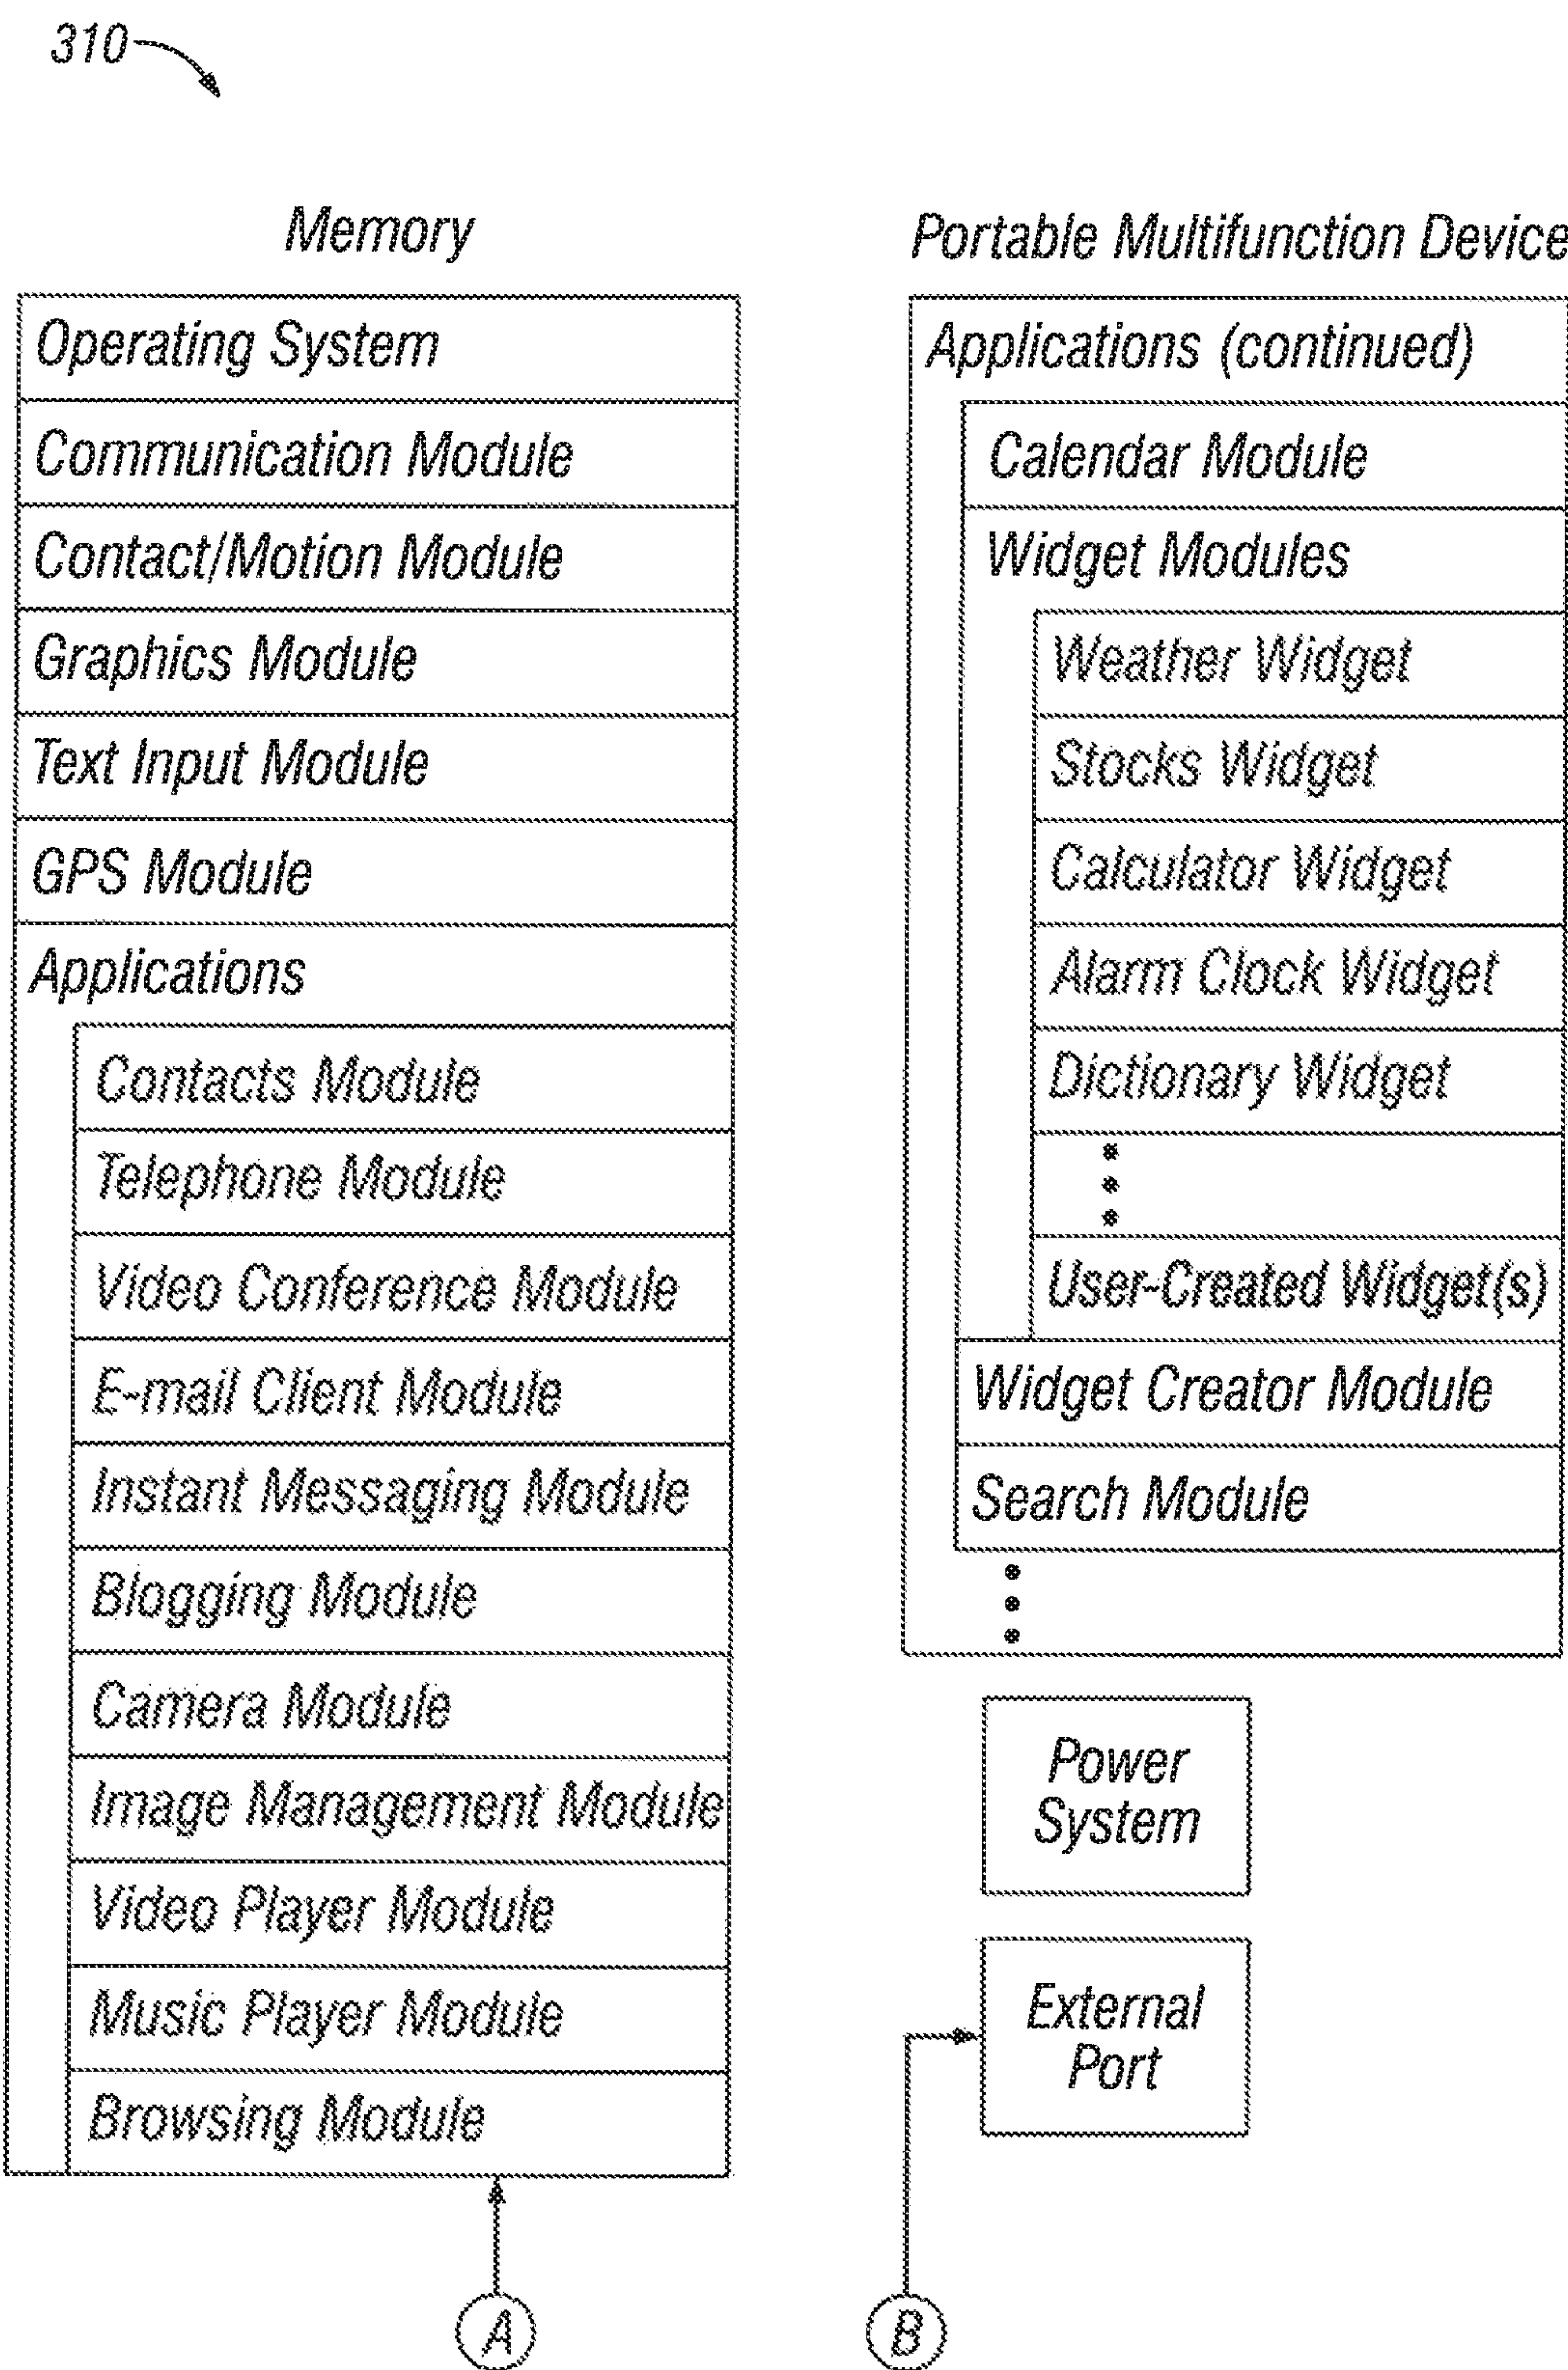 310
Memory
Operating System
Communication Module
Contact/Motion Module
Graphics Module
Text Input Module
GPS Module
Applications
Contacts Module
Telephone Module
Video Conference Module
E-mail Client Module
Instant Messaging Module
Blogging Module
Camera Module
Image Management Module
Video Player Module
Music Player Module
Browsing Module
A
Portable Multifunction Device
Applications (continued)
Calendar Module
Widget Modules
Weather Widget
Stocks Widget
Calculator Widget
Alarm Clock Widget
Dictionary Widget
User-Created Widget(s)
Widget Creator Module
Search Module
Power
System
External
Port
B